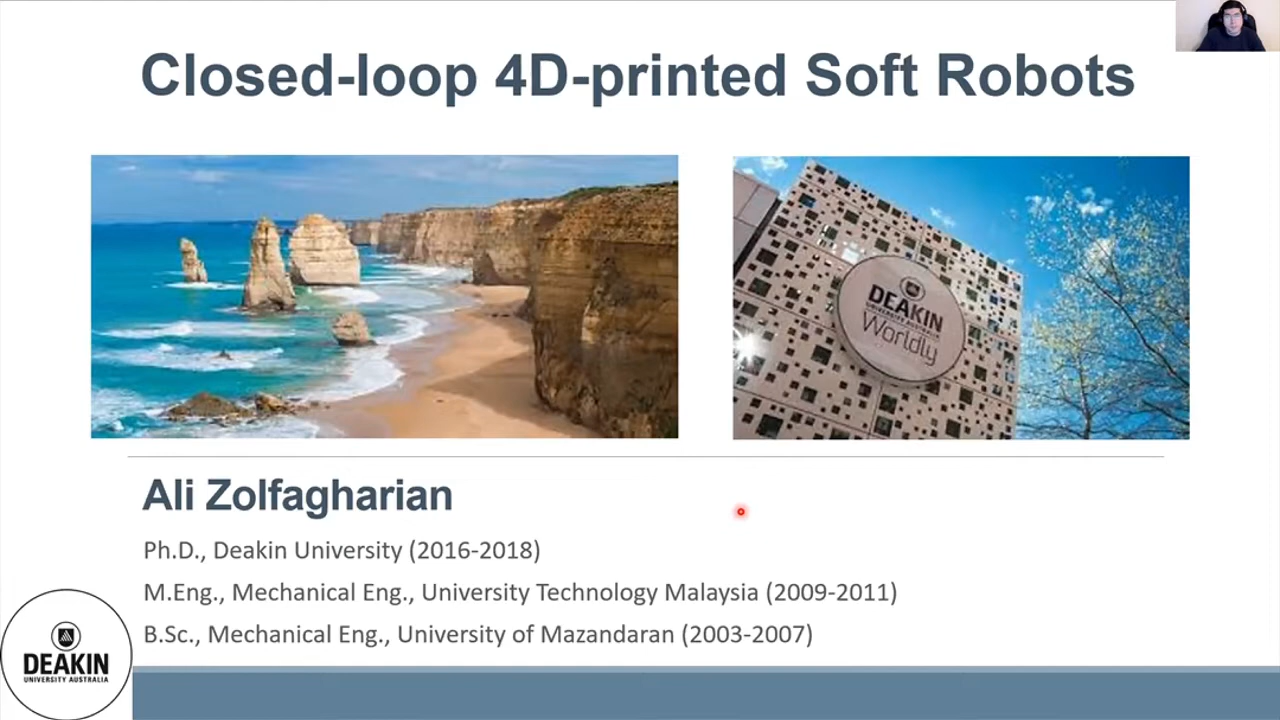 Closed-loop 4D-printed Soft Robots
DEAKIN
UNIVERSITY AUSTRALIA
Worldly
Ali Zolfagharian
Ph.D., Deakin University (2016-2018)
M.Eng., Mechanical Eng., University Technology Malaysia (2009-2011)
B.Sc., Mechanical Eng., University of Mazandaran (2003-2007)
DEAKIN
UNIVERSITY AUSTRALIA